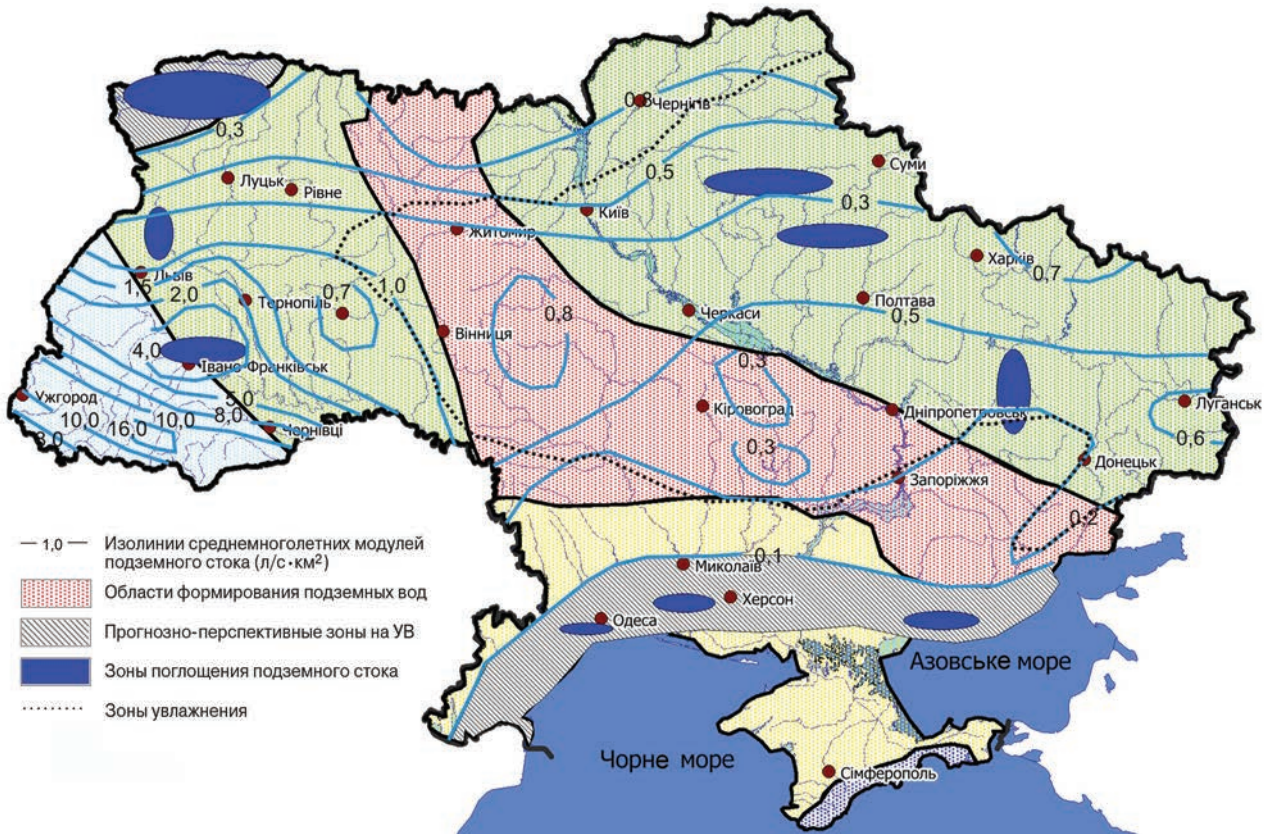 0,8
Чернігів
0,3
0,5
Суми
Луцьк
Рівне
0,3
Київ
Житомир
Харків
0,7
Львів
1,5
2,0
Тернопіль
0,7
1,0
0,8
Черкаси
Полтава
0,5
Вінниця
4,0
Івано-Франківськ
0,3
Ужгород
5,0
10,0
10,0
8,0
16,0
3,0
Чернівці
Кіровоград
Дніпропетровськ
Луганськ
0,6
0,3
Донецьк
Запоріжжя
0,2
0,1
Миколаїв
Херсон
Одеса
Азовське море
Чорне море
Сімферополь
— 1,0 — Изолинии среднемноголетних модулей
подземного стока (л/с·км²)
Области формирования подземных вод
Прогнозно-перспективные зоны на УВ
Зоны поглощения подземного стока
Зоны увлажнения